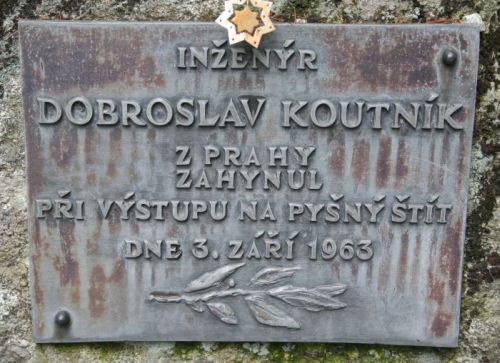 INŽENÝR
DOBROSLAV KOUTNÍK
Z PRAHY
ZAHYNUL
PŘI VÝSTUPU NA PYŠNÝ ŠTÍT
DNE 3. ZÁŘÍ 1963